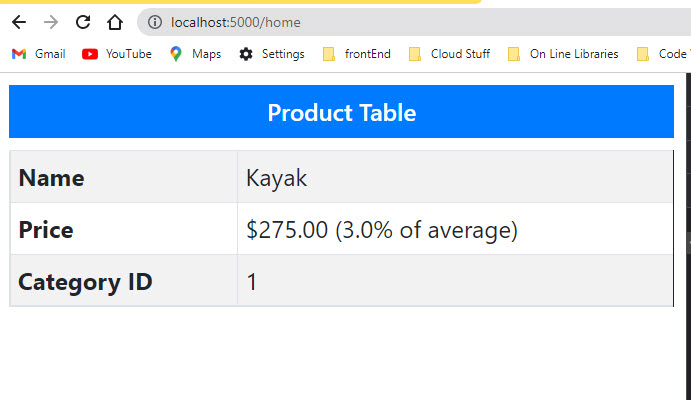 localhost:5000/home
Gmail YouTube Maps Settings frontEnd Cloud Stuff On Line Libraries Code
Product Table
Name Kayak
Price $275.00 (3.0% of average)
Category ID 1